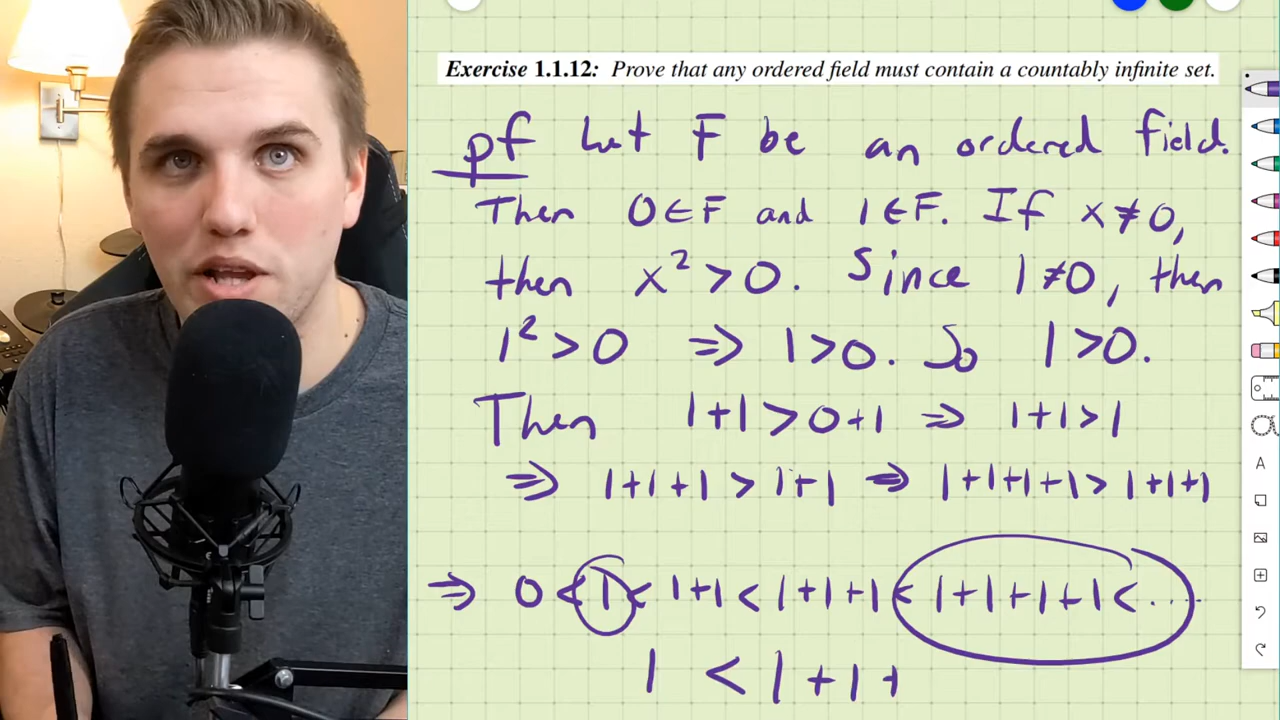 Exercise 1.1.12: Prove that any ordered field must contain a countably infinite set.
pf Let F be an ordered field.
Then 0∈F and 1∈F. If x≠0,
then x² > 0. Since 1≠0, then
1² > 0 ⇒ 1>0. So 1>0.
Then 1+1 > 0+1 ⇒ 1+1>1
⇒ 1+1+1 > 1+1 ⇒ 1+1+1+1 > 1+1+1
⇒ 0 < 1 < 1+1 < 1+1+1 < 1+1+1+1 < ...
1 < 1+1+
A